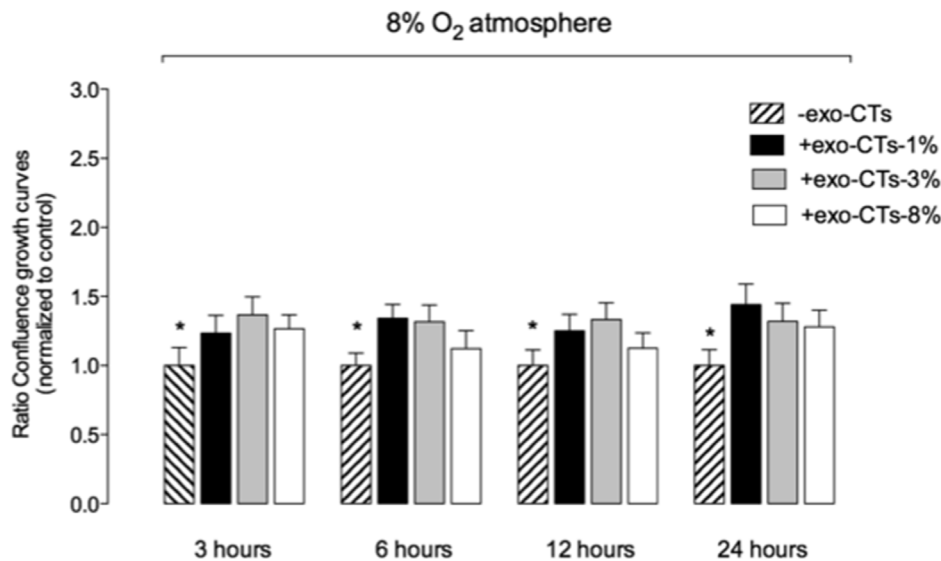 8% O₂ atmosphere
Ratio Confluence growth curves
(normalized to control)
3.0
2.5
2.0
1.5
1.0
0.5
0.0
-exo-CTs
+exo-CTs-1%
+exo-CTs-3%
+exo-CTs-8%
* * * *
3 hours 6 hours 12 hours 24 hours